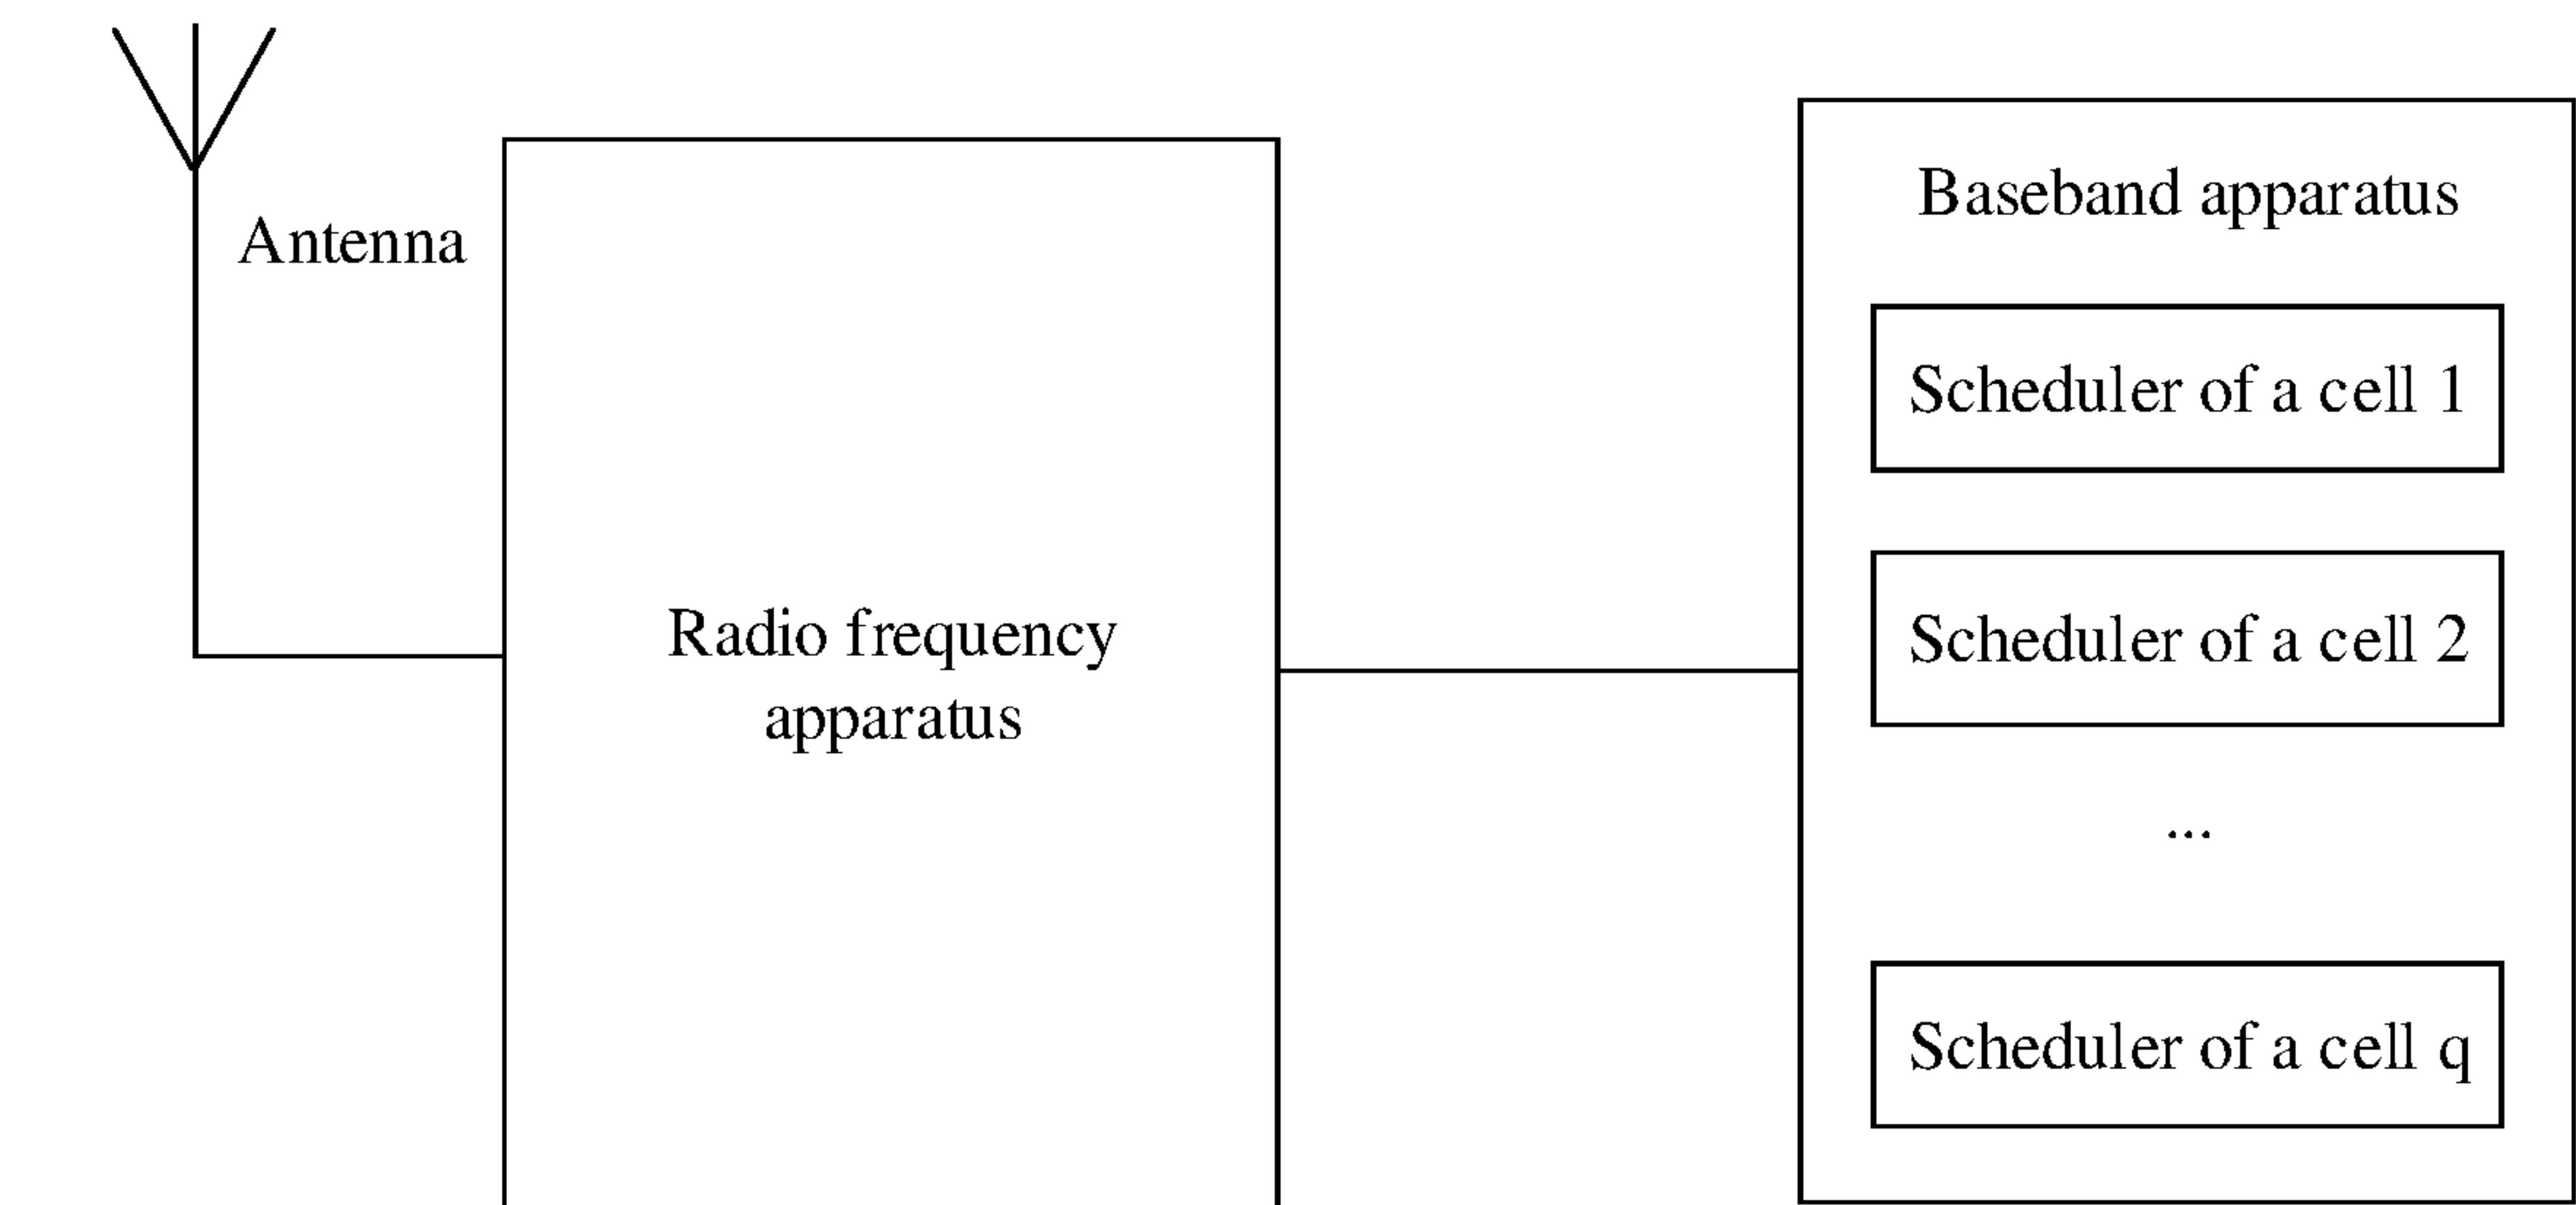 Antenna
Radio frequency
apparatus
Baseband apparatus
Scheduler of a cell 1
Scheduler of a cell 2
...
Scheduler of a cell q